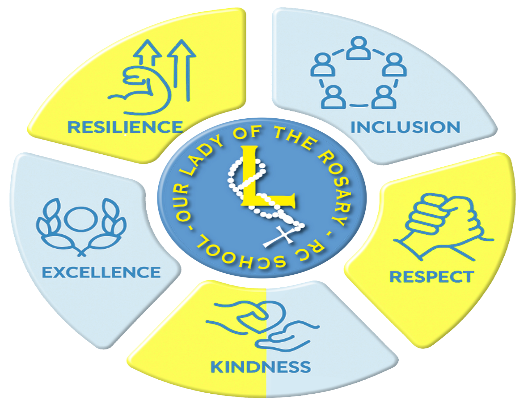 RESILIENCE
INCLUSION
OUR LADY OF THE ROSARY - RC SCHOOL -
L
EXCELLENCE
RESPECT
KINDNESS